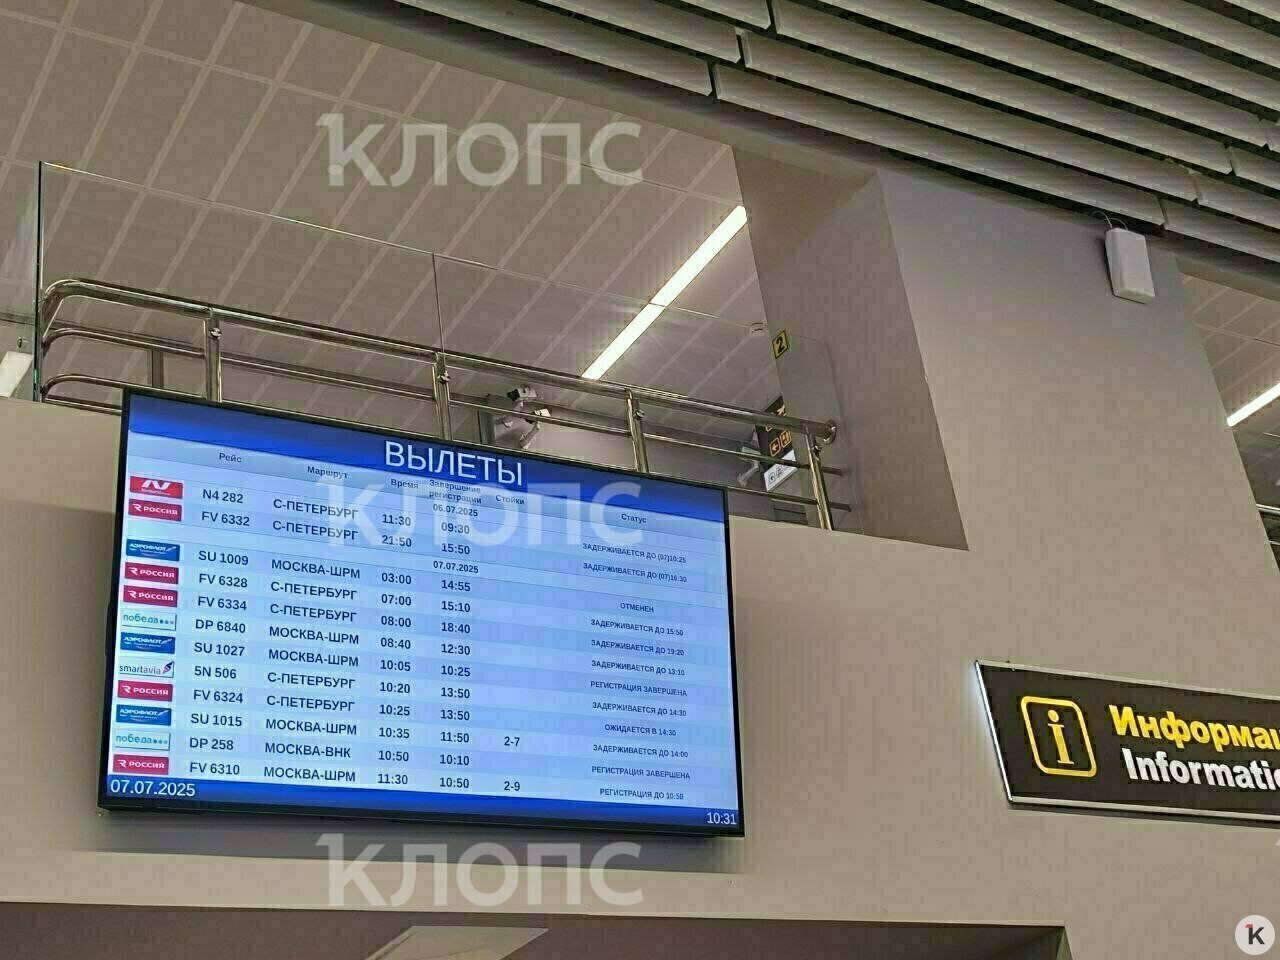 КЛОПС
2
ВЫЛЕТЫ
Рейс Маршрут Время Завершение регистрации Стойки Статус
06.07.2025
NORDWIND N4 282 С-ПЕТЕРБУРГ 11:30 09:30 ЗАДЕРЖИВАЕТСЯ ДО (07)10:25
РОССИЯ FV 6332 С-ПЕТЕРБУРГ 21:50 15:50 ЗАДЕРЖИВАЕТСЯ ДО (07)16:30
07.07.2025
АЭРОФЛОТ SU 1009 МОСКВА-ШРМ 03:00 14:55 ОТМЕНЕН
РОССИЯ FV 6328 С-ПЕТЕРБУРГ 07:00 15:10 ЗАДЕРЖИВАЕТСЯ ДО 15:50
РОССИЯ FV 6334 С-ПЕТЕРБУРГ 08:00 18:40 ЗАДЕРЖИВАЕТСЯ ДО 19:20
победа DP 6840 МОСКВА-ШРМ 08:40 12:30 ЗАДЕРЖИВАЕТСЯ ДО 13:10
АЭРОФЛОТ SU 1027 МОСКВА-ШРМ 10:05 10:25 РЕГИСТРАЦИЯ ЗАВЕРШЕНА
smartavia 5N 506 С-ПЕТЕРБУРГ 10:20 13:50 ЗАДЕРЖИВАЕТСЯ ДО 14:30
РОССИЯ FV 6324 С-ПЕТЕРБУРГ 10:25 13:50 ОЖИДАЕТСЯ В 14:30
АЭРОФЛОТ SU 1015 МОСКВА-ШРМ 10:35 11:50 2-7 ЗАДЕРЖИВАЕТСЯ ДО 14:00
победа DP 258 МОСКВА-ВНК 10:50 10:10 РЕГИСТРАЦИЯ ЗАВЕРШЕНА
РОССИЯ FV 6310 МОСКВА-ШРМ 11:30 10:50 2-9 РЕГИСТРАЦИЯ ДО 10:50
07.07.2025 10:31
КЛОПС
i Информац
Informatio
КЛОПС
К